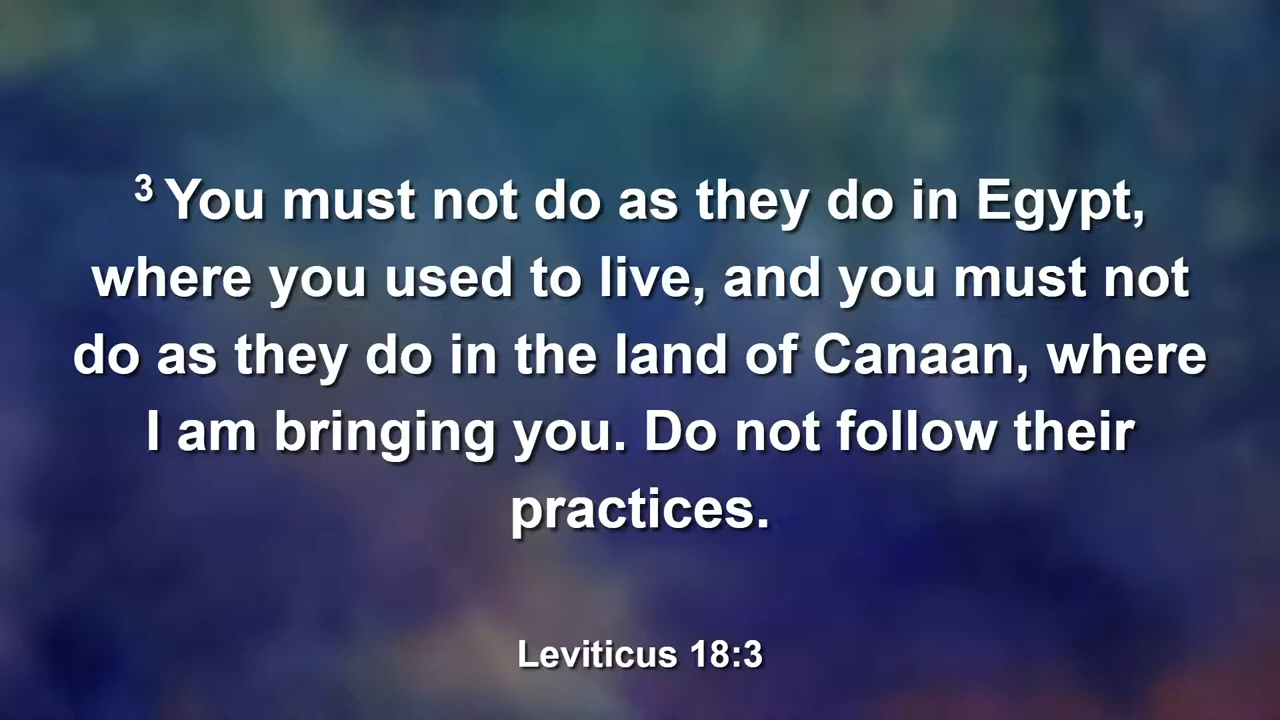 3 You must not do as they do in Egypt,
where you used to live, and you must not
do as they do in the land of Canaan, where
I am bringing you. Do not follow their
practices.
Leviticus 18:3